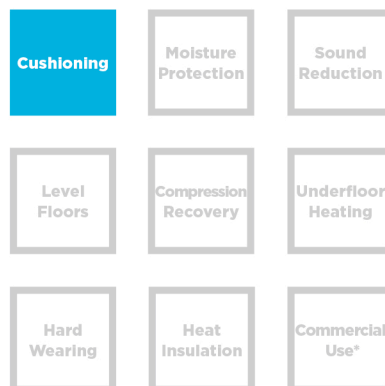 Cushioning
Moisture
Protection
Sound
Reduction
Level
Floors
Compression
Recovery
Underfloor
Heating
Hard
Wearing
Heat
Insulation
Commercial
Use*